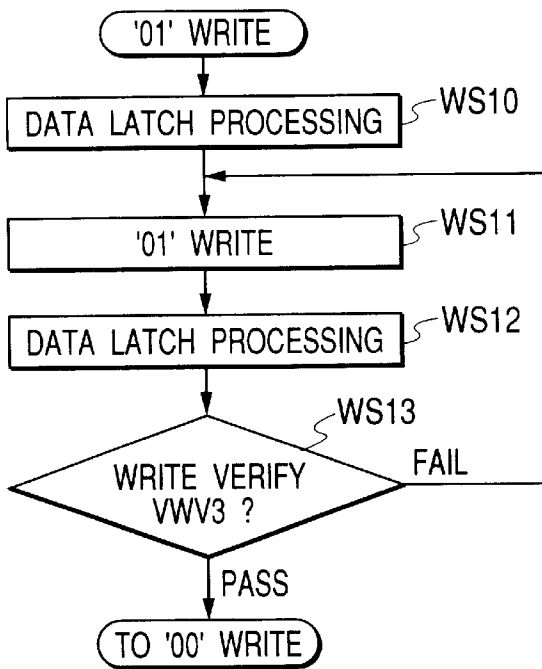 '01' WRITE
DATA LATCH PROCESSING
WS10
'01' WRITE
WS11
DATA LATCH PROCESSING
WS12
WS13
WRITE VERIFY
VWV3 ?
FAIL
PASS
TO '00' WRITE